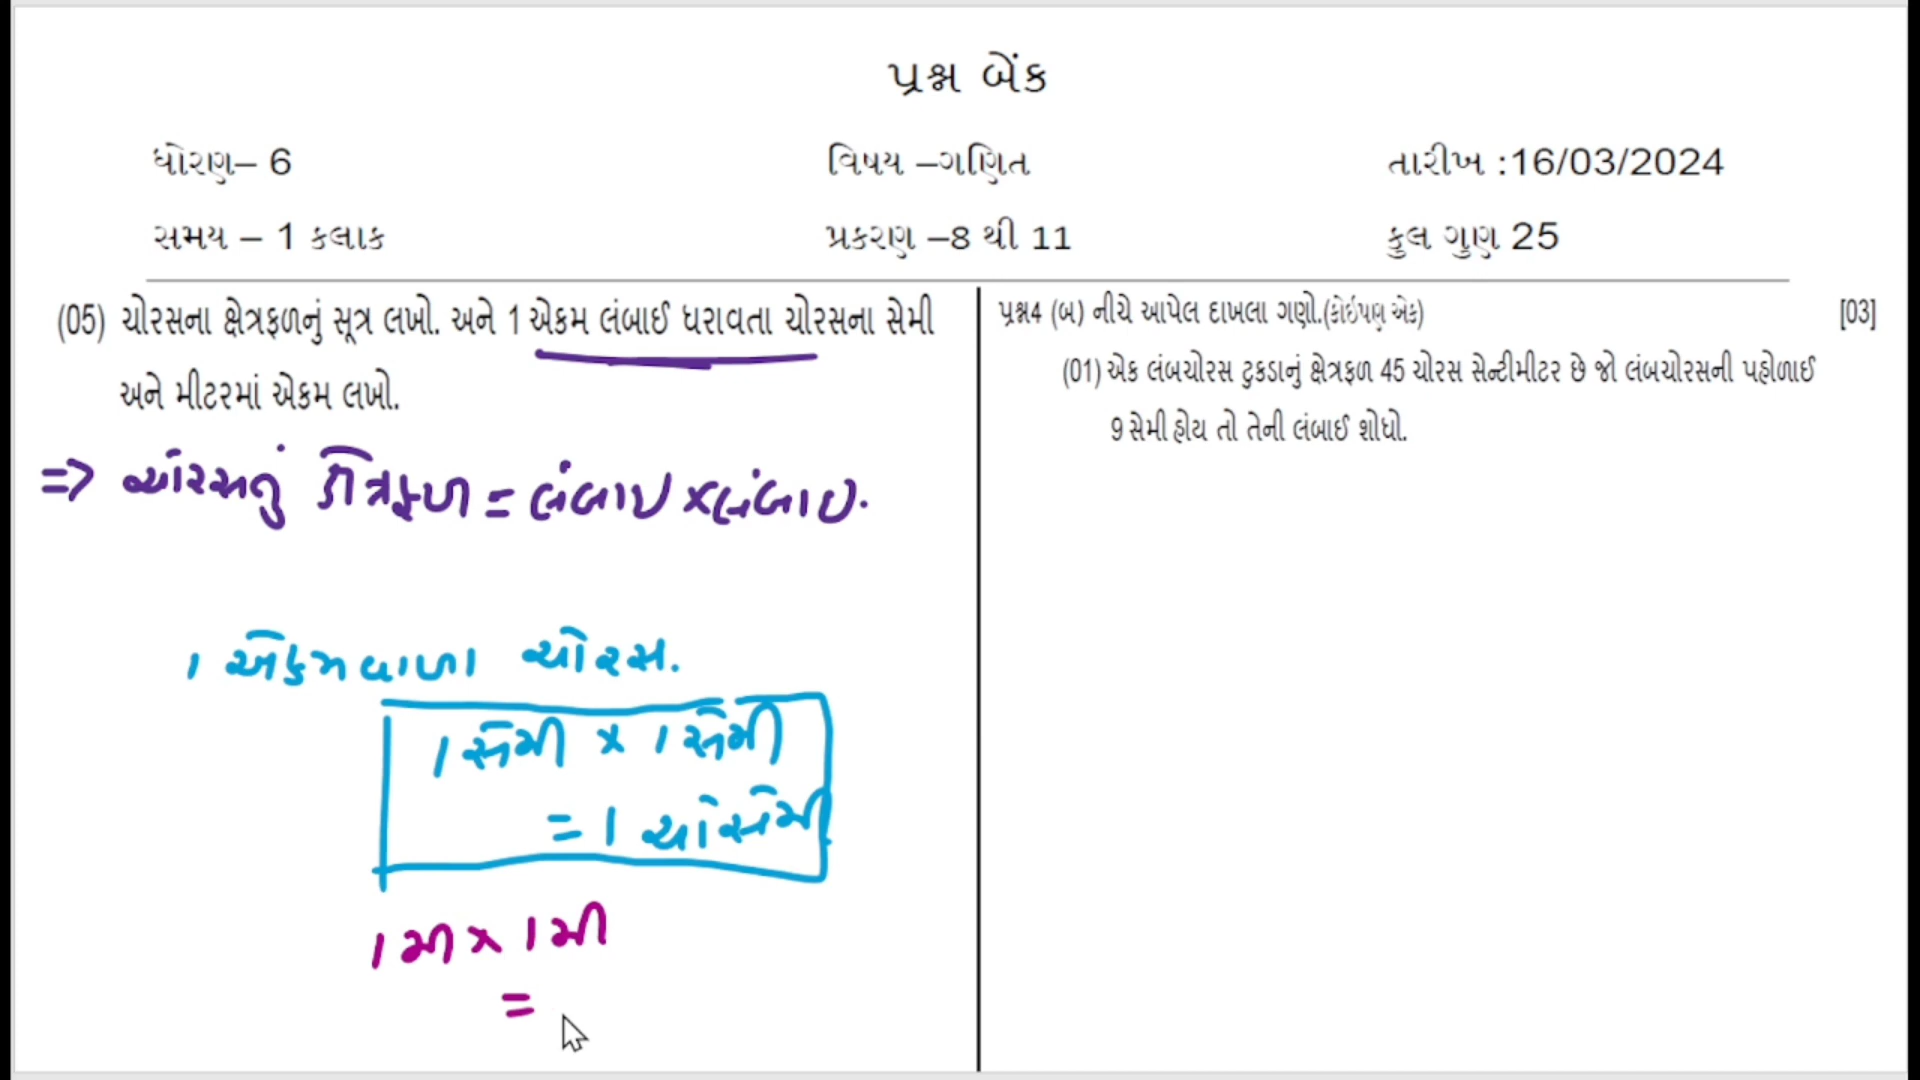 પ્રશ્ન બેંક
ધોરણ– 6 વિષય –ગણિત તારીખ :16/03/2024
સમય – 1 કલાક પ્રકરણ –8 થી 11 કુલ ગુણ 25
(05) ચોરસના ક્ષેત્રફળનું સૂત્ર લખો. અને 1 એકમ લંબાઈ ધરાવતા ચોરસના સેમી
અને મીટરમાં એકમ લખો.
=> ચોરસનું ક્ષેત્રફળ = લંબાઇ × લંબાઇ.
1 એકમવાળા ચોરસ.
1 સેમી × 1 સેમી
= 1 ચોસેમી
1 મી × 1 મી
=
પ્રશ્ન4 (બ) નીચે આપેલ દાખલા ગણો.(કોઈપણ એક) [03]
(01) એક લંબચોરસ ટુકડાનું ક્ષેત્રફળ 45 ચોરસ સેન્ટીમીટર છે જો લંબચોરસની પહોળાઈ
9 સેમી હોય તો તેની લંબાઈ શોધો.